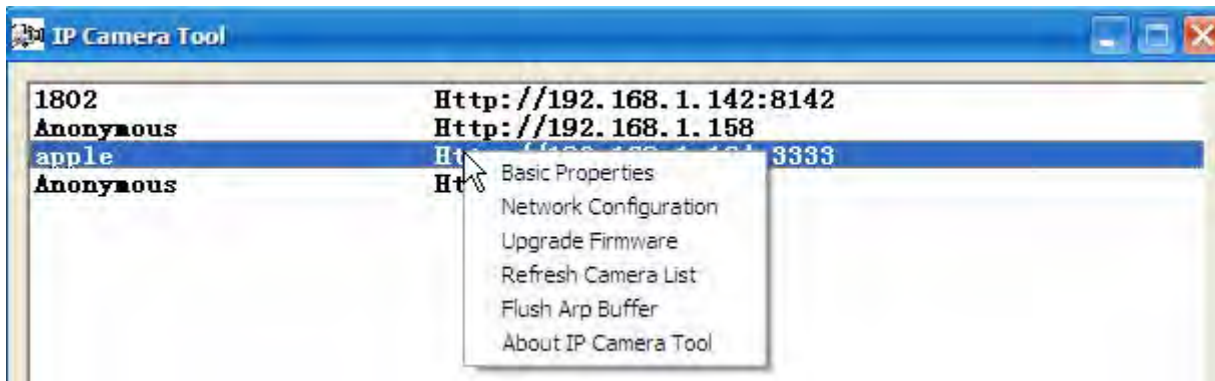 IP Camera Tool
1802 Http://192.168.1.142:8142
Anonymous Http://192.168.1.158
apple 3333
Anonymous
Basic Properties
Network Configuration
Upgrade Firmware
Refresh Camera List
Flush Arp Buffer
About IP Camera Tool